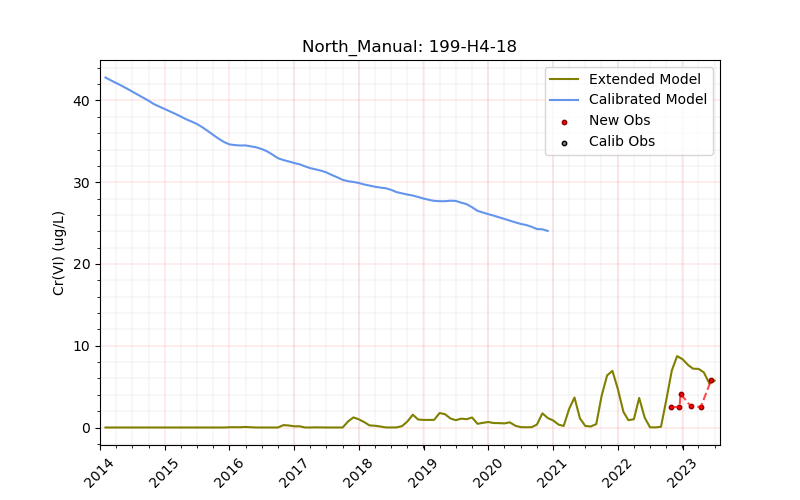 North_Manual: 199-H4-18
Extended Model
Calibrated Model
New Obs
Calib Obs
Cr(VI) (ug/L)
40
30
20
10
0
2014
2015
2016
2017
2018
2019
2020
2021
2022
2023